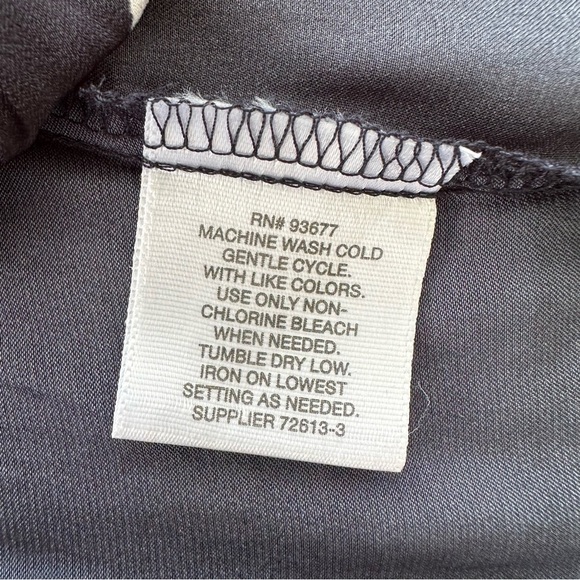 RN# 93677
MACHINE WASH COLD
GENTLE CYCLE.
WITH LIKE COLORS.
USE ONLY NON-
CHLORINE BLEACH
WHEN NEEDED.
TUMBLE DRY LOW.
IRON ON LOWEST
SETTING AS NEEDED.
SUPPLIER 72613-3